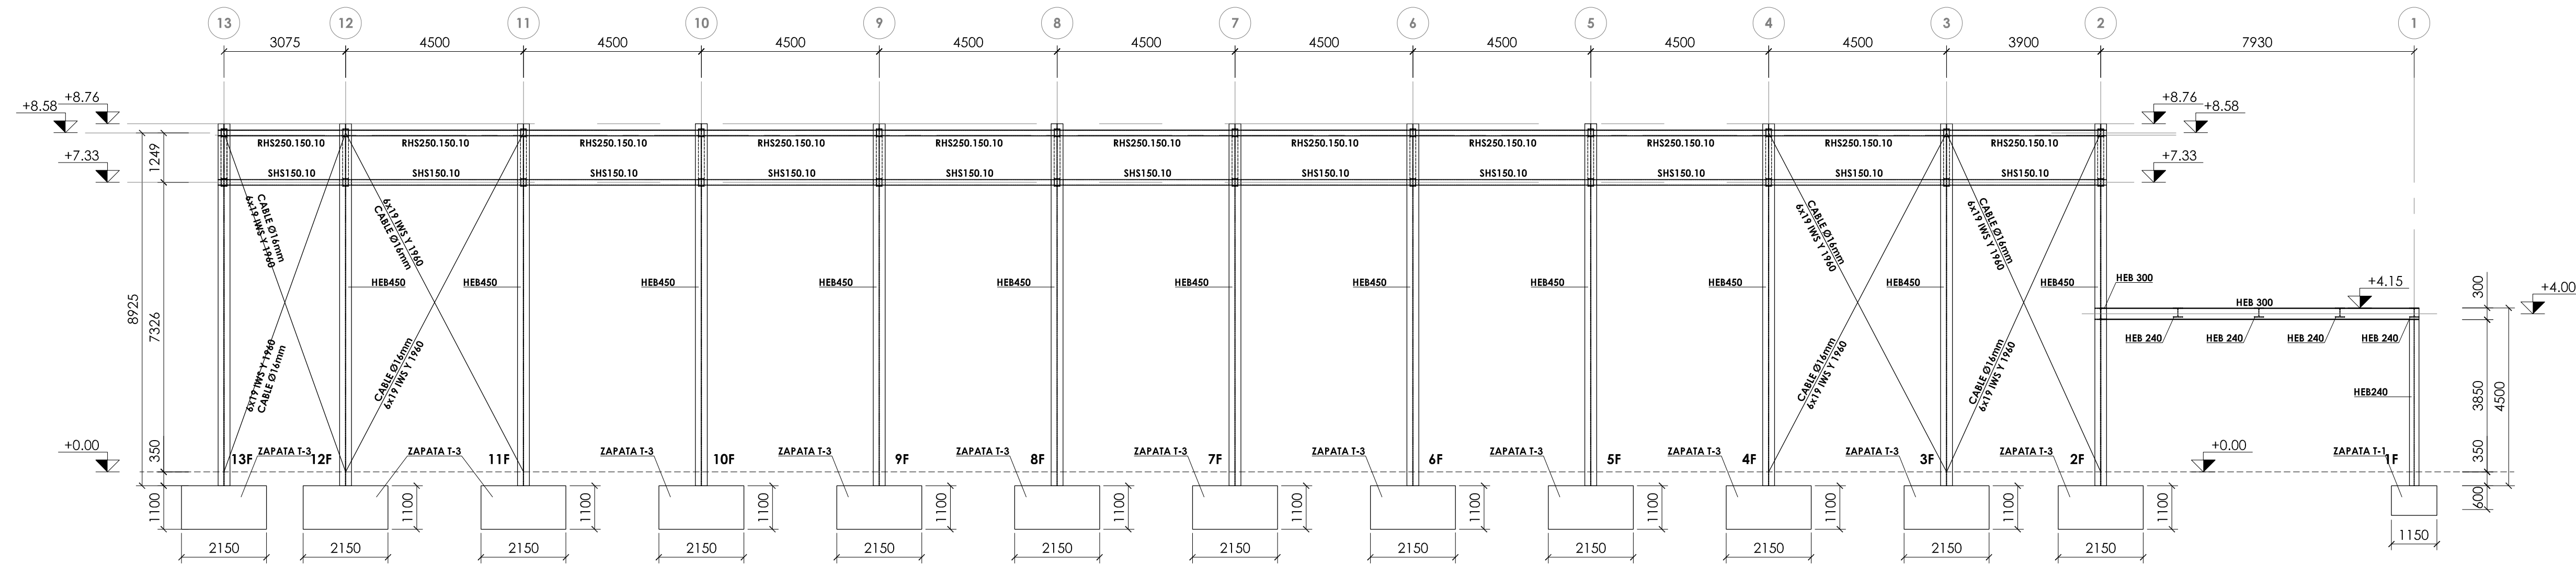 13 12 11 10 9 8 7 6 5 4 3 2 1
3075 4500 4500 4500 4500 4500 4500 4500 4500 4500 3900 7930
+8.76 +8.76
+8.58 +8.58
RHS250.150.10 RHS250.150.10 RHS250.150.10 RHS250.150.10 RHS250.150.10 RHS250.150.10 RHS250.150.10 RHS250.150.10 RHS250.150.10 RHS250.150.10 RHS250.150.10
1249
+7.33 +7.33
SHS150.10 SHS150.10 SHS150.10 SHS150.10 SHS150.10 SHS150.10 SHS150.10 SHS150.10 SHS150.10 SHS150.10 SHS150.10
CABLE Ø16mm
6x19 IWS Y 1960
6x19 IWS Y 1960
CABLE Ø16mm
CABLE Ø16mm
6x19 IWS Y 1960
CABLE Ø16mm
6x19 IWS Y 1960
8925
7326
HEB450 HEB450 HEB450 HEB450 HEB450 HEB450 HEB450 HEB450 HEB450 HEB450 HEB450
HEB 300
+4.15
300
+4.00
HEB 300
HEB 240 HEB 240 HEB 240 HEB 240
6x19 IWS Y 1960
CABLE Ø16mm
CABLE Ø16mm
6x19 IWS Y 1960
CABLE Ø16mm
6x19 IWS Y 1960
CABLE Ø16mm
6x19 IWS Y 1960
HEB240
3850
4500
+0.00 +0.00
350 350
ZAPATA T-3 ZAPATA T-3 ZAPATA T-3 ZAPATA T-3 ZAPATA T-3 ZAPATA T-3 ZAPATA T-3 ZAPATA T-3 ZAPATA T-3 ZAPATA T-3 ZAPATA T-3 ZAPATA T-1
13F 12F 11F 10F 9F 8F 7F 6F 5F 4F 3F 2F 1F
1100 1100 1100 1100 1100 1100 1100 1100 1100 1100 1100 1100 600
2150 2150 2150 2150 2150 2150 2150 2150 2150 2150 2150 2150 1150